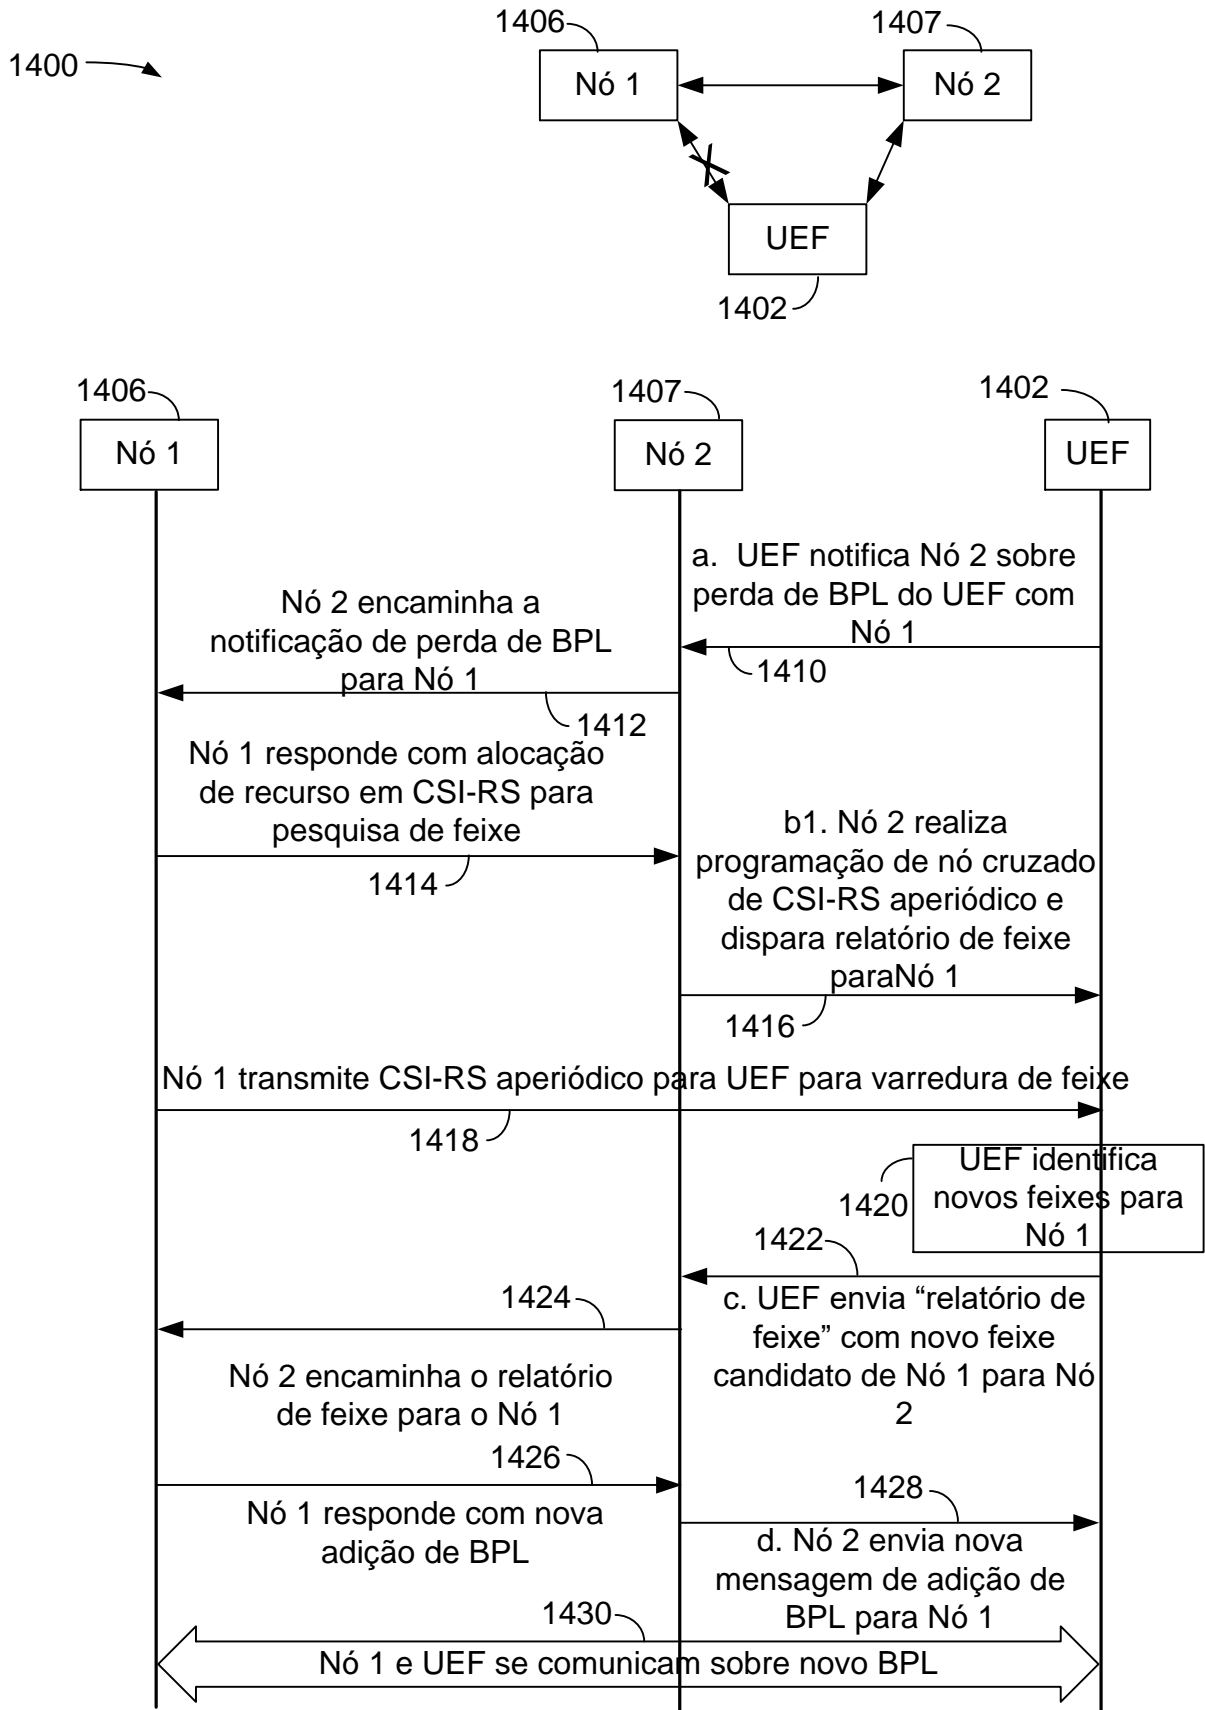 1406
1407
1400
Nó 1
Nó 2
UEF
1402
1406
1407
1402
Nó 1
Nó 2
UEF
a. UEF notifica Nó 2 sobre
perda de BPL do UEF com
Nó 1
1410
Nó 2 encaminha a
notificação de perda de BPL
para Nó 1
1412
Nó 1 responde com alocação
de recurso em CSI-RS para
pesquisa de feixe
1414
b1. Nó 2 realiza
programação de nó cruzado
de CSI-RS aperiódico e
dispara relatório de feixe
paraNó 1
1416
Nó 1 transmite CSI-RS aperiódico para UEF para varredura de feixe
1418
UEF identifica
novos feixes para
Nó 1
1420
1422
c. UEF envia “relatório de
feixe” com novo feixe
candidato de Nó 1 para Nó
2
1424
Nó 2 encaminha o relatório
de feixe para o Nó 1
1426
Nó 1 responde com nova
adição de BPL
1428
d. Nó 2 envia nova
mensagem de adição de
BPL para Nó 1
1430
Nó 1 e UEF se comunicam sobre novo BPL